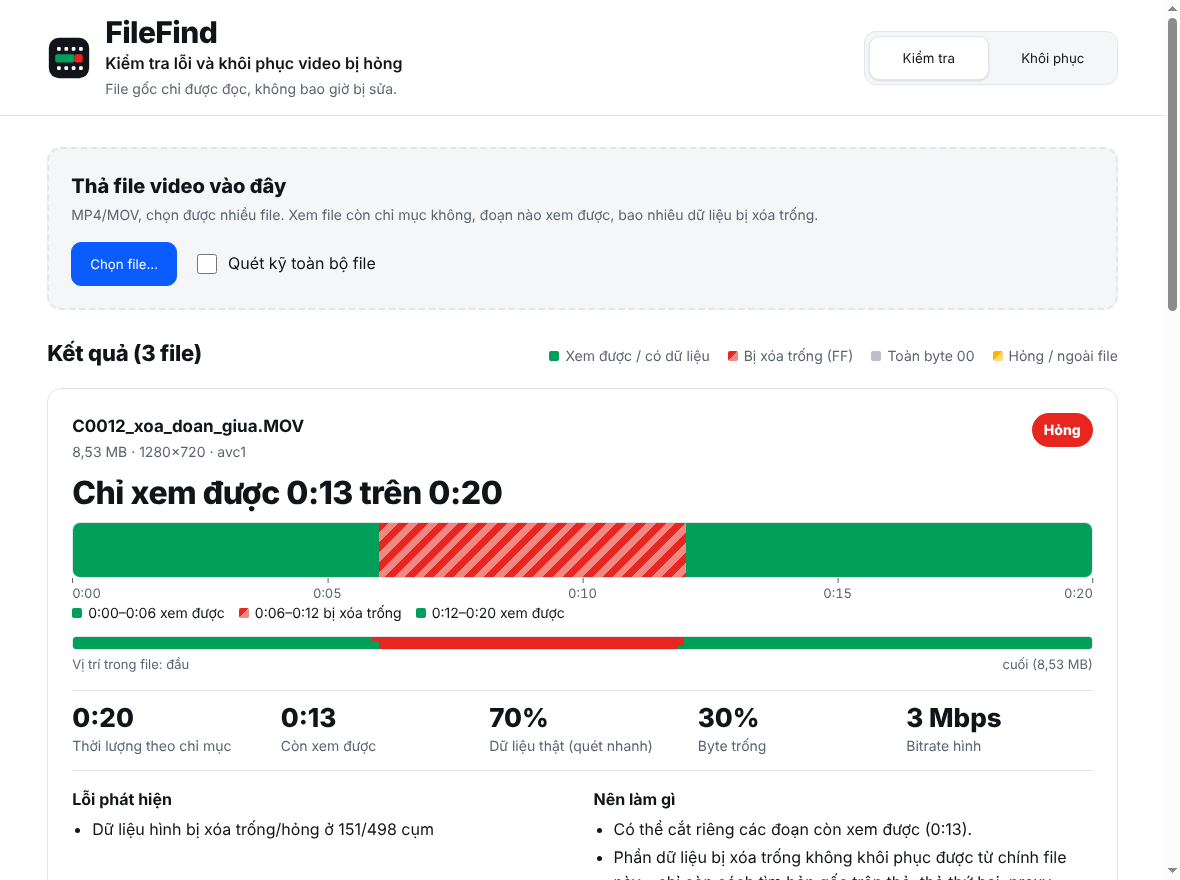 FileFind
Kiểm tra lỗi và khôi phục video bị hỏng
File gốc chỉ được đọc, không bao giờ bị sửa.
Kiểm tra
Khôi phục
Thả file video vào đây
MP4/MOV, chọn được nhiều file. Xem file còn chỉ mục không, đoạn nào xem được, bao nhiêu dữ liệu bị xóa trống.
Chọn file...
Quét kỹ toàn bộ file
Kết quả (3 file)
Xem được / có dữ liệu
Bị xóa trống (FF)
Toàn byte 00
Hỏng / ngoài file
C0012_xoa_doan_giua.MOV
Hỏng
8,53 MB · 1280×720 · avc1
Chỉ xem được 0:13 trên 0:20
0:00
0:05
0:10
0:15
0:20
0:00–0:06 xem được
0:06–0:12 bị xóa trống
0:12–0:20 xem được
Vị trí trong file: đầu
cuối (8,53 MB)
0:20
Thời lượng theo chỉ mục
0:13
Còn xem được
70%
Dữ liệu thật (quét nhanh)
30%
Byte trống
3 Mbps
Bitrate hình
Lỗi phát hiện
Dữ liệu hình bị xóa trống/hỏng ở 151/498 cụm
Nên làm gì
Có thể cắt riêng các đoạn còn xem được (0:13).
Phần dữ liệu bị xóa trống không khôi phục được từ chính file